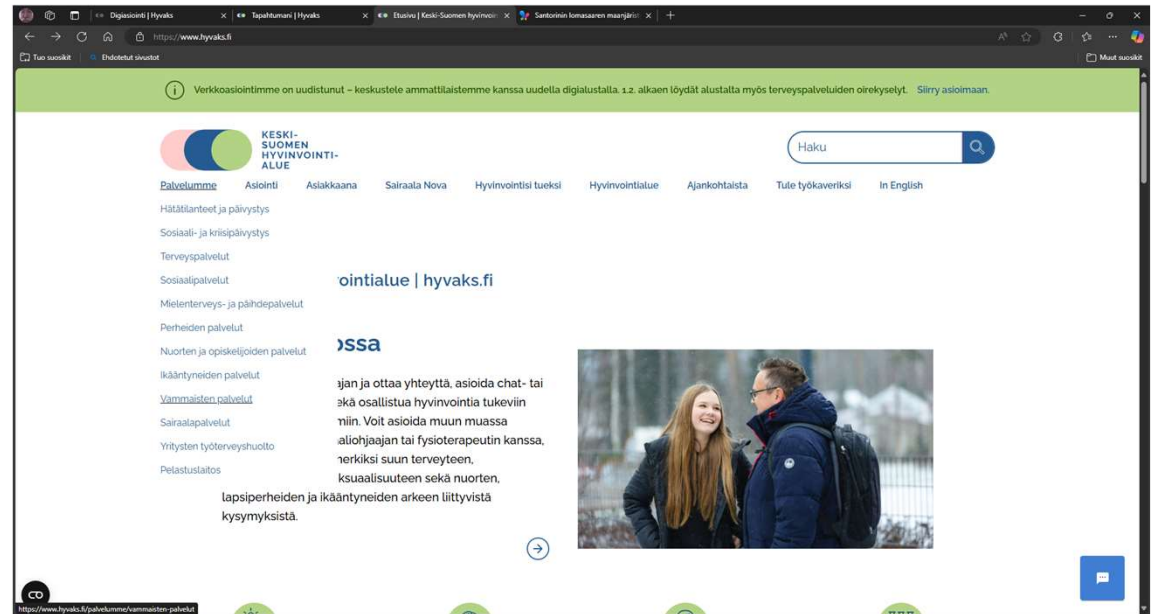 Digiasiointi | Hyvaks
Tapahtumani | Hyvaks
Etusivu | Keski-Suomen hyvinvoin
Santorinin lomasaaren maanjärist
https://www.hyvaks.fi
Tuo suosikit
Ehdotetut sivustot
Muut suosikit
Verkkoasiointimme on uudistunut – keskustele ammattilaistemme kanssa uudella digialustalla. 1.2. alkaen löydät alustalta myös terveyspalveluiden oirekyselyt. Siirry asioimaan.
KESKI-
SUOMEN
HYVINVOINTI-
ALUE
Haku
Palvelumme Asiointi Asiakkaana Sairaala Nova Hyvinvointisi tueksi Hyvinvointialue Ajankohtaista Tule työkaveriksi In English
Hätätilanteet ja päivystys
Sosiaali- ja kriisipäivystys
Terveyspalvelut
Sosiaalipalvelut
ointialue | hyvaks.fi
Mielenterveys- ja päihdepalvelut
Perheiden palvelut
Nuorten ja opiskelijoiden palvelut
ossa
Ikääntyneiden palvelut
ajan ja ottaa yhteyttä, asioida chat- tai
Vammaisten palvelut
ekä osallistua hyvinvointia tukeviin
Sairaalapalvelut
miin. Voit asioida muun muassa
Yritysten työterveyshuolto
aliohjaajan tai fysioterapeutin kanssa,
Pelastuslaitos
merkiksi suun terveyteen,
ksuaalisuuteen sekä nuorten,
lapsiperheiden ja ikääntyneiden arkeen liittyvistä
kysymyksistä.
https://www.hyvaks.fi/palvelumme/vammaisten-palvelut